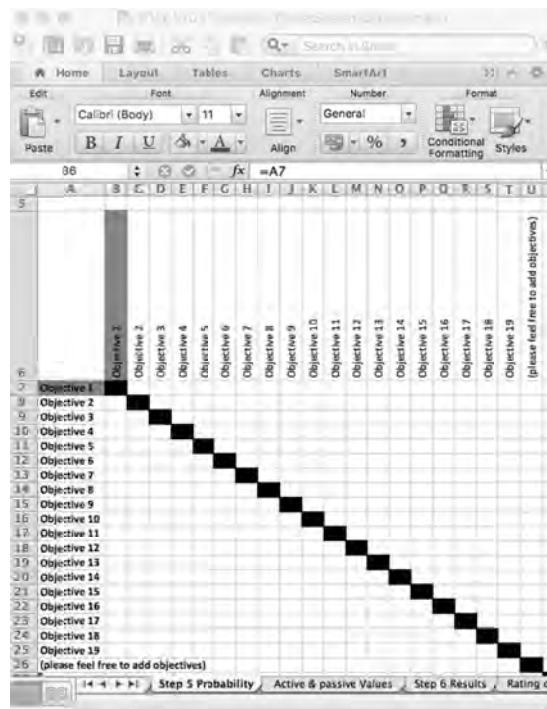 Search in Sheet
Home Layout Tables Charts SmartArt
Edit Font Alignment Number Format
Calibri (Body) 11 General
Paste B I U A Align % Conditional Formatting Styles
B6 fx =A7
A B C D E F G H I J K L M N O P Q R S T U
5
6 Objective 1 Objective 2 Objective 3 Objective 4 Objective 5 Objective 6 Objective 7 Objective 8 Objective 9 Objective 10 Objective 11 Objective 12 Objective 13 Objective 14 Objective 15 Objective 16 Objective 17 Objective 18 Objective 19 (please feel free to add objectives)
7 Objective 1
8 Objective 2
9 Objective 3
10 Objective 4
11 Objective 5
12 Objective 6
13 Objective 7
14 Objective 8
15 Objective 9
16 Objective 10
17 Objective 11
18 Objective 12
19 Objective 13
20 Objective 14
21 Objective 15
22 Objective 16
23 Objective 17
24 Objective 18
25 Objective 19
26 (please feel free to add objectives)
Step 5 Probability Active & passive Values Step 6 Results Rating